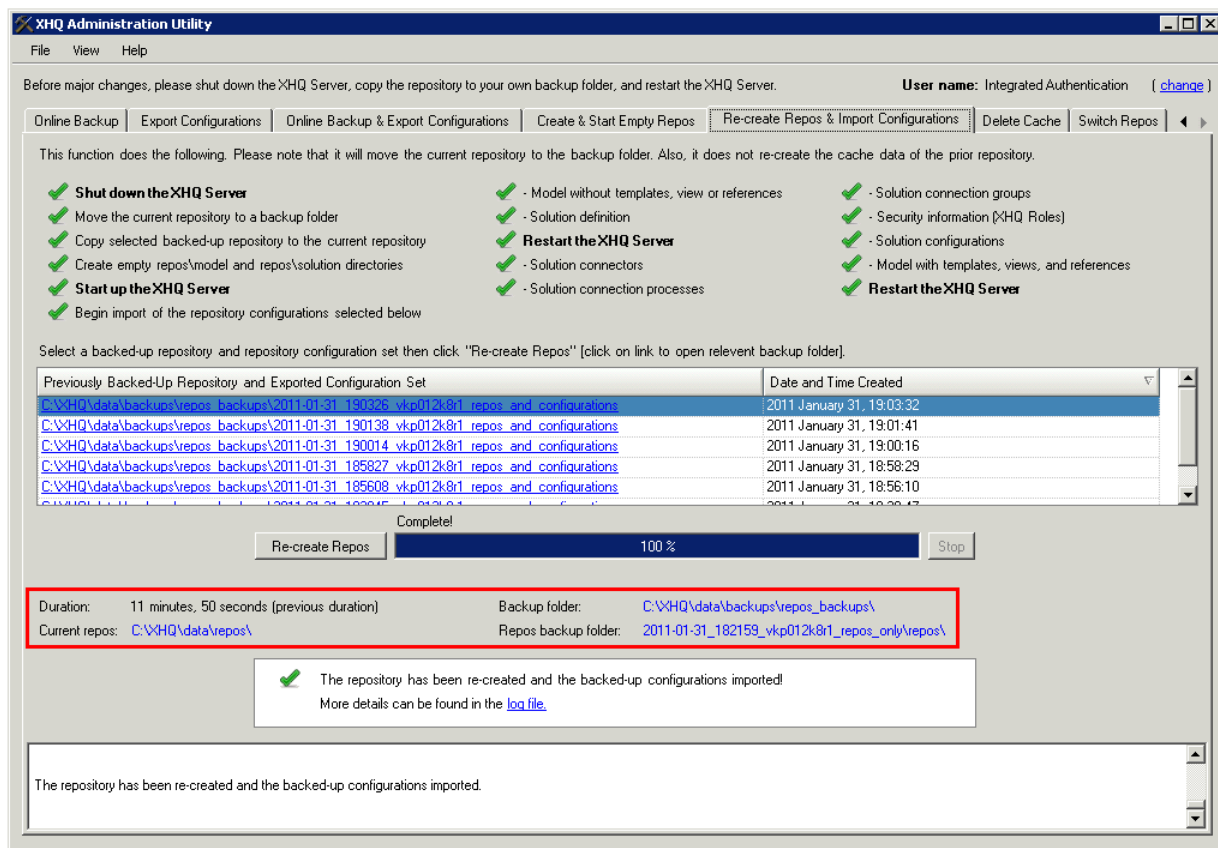 XHQ Administration Utility
File View Help
Before major changes, please shut down the XHQ Server, copy the repository to your own backup folder, and restart the XHQ Server. User name: Integrated Authentication ( change )
Online Backup Export Configurations Online Backup & Export Configurations Create & Start Empty Repos Re-create Repos & Import Configurations Delete Cache Switch Repos
This function does the following. Please note that it will move the current repository to the backup folder. Also, it does not re-create the cache data of the prior repository.
Shut down the XHQ Server
Move the current repository to a backup folder
Copy selected backed-up repository to the current repository
Create empty repos\model and repos\solution directories
Start up the XHQ Server
Begin import of the repository configurations selected below
- Model without templates, view or references
- Solution definition
Restart the XHQ Server
- Solution connectors
- Solution connection processes
- Solution connection groups
- Security information (XHQ Roles)
- Solution configurations
- Model with templates, views, and references
Restart the XHQ Server
Select a backed-up repository and repository configuration set then click "Re-create Repos" [click on link to open relevent backup folder].
Previously Backed-Up Repository and Exported Configuration Set Date and Time Created
C:\XHQ\data\backups\repos_backups\2011-01-31_190326_vkp012k8r1_repos_and_configurations 2011 January 31, 19:03:32
C:\XHQ\data\backups\repos_backups\2011-01-31_190138_vkp012k8r1_repos_and_configurations 2011 January 31, 19:01:41
C:\XHQ\data\backups\repos_backups\2011-01-31_190014_vkp012k8r1_repos_and_configurations 2011 January 31, 19:00:16
C:\XHQ\data\backups\repos_backups\2011-01-31_185827_vkp012k8r1_repos_and_configurations 2011 January 31, 18:58:29
C:\XHQ\data\backups\repos_backups\2011-01-31_185608_vkp012k8r1_repos_and_configurations 2011 January 31, 18:56:10
Complete!
Re-create Repos 100 % Stop
Duration: 11 minutes, 50 seconds (previous duration) Backup folder: C:\XHQ\data\backups\repos_backups\
Current repos: C:\XHQ\data\repos\ Repos backup folder: 2011-01-31_182159_vkp012k8r1_repos_only\repos\
The repository has been re-created and the backed-up configurations imported!
More details can be found in the log file.
The repository has been re-created and the backed-up configurations imported.